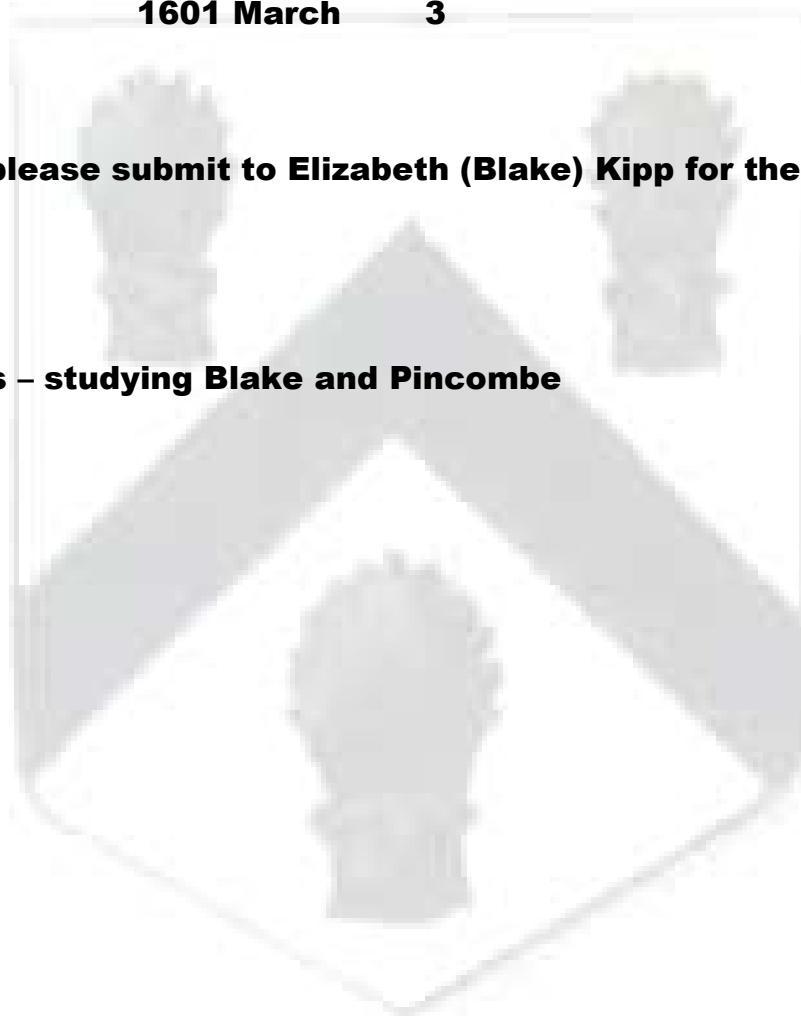 1601 March 3
please submit to Elizabeth (Blake) Kipp for the
s – studying Blake and Pincombe